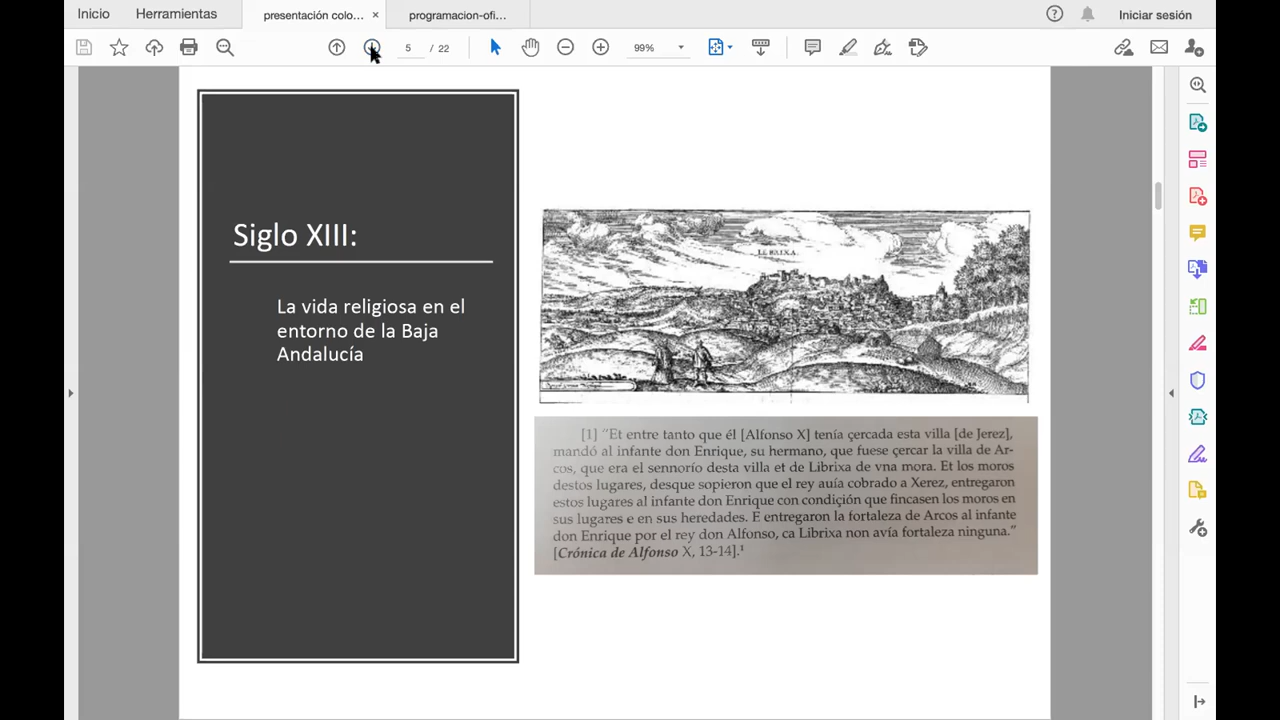 Inicio
Herramientas
presentación colo...
×
programacion-ofi...
Iniciar sesión
5
/ 22
99%
Siglo XIII:
La vida religiosa en el
entorno de la Baja
Andalucía
LEBRIXA.
[1] “Et entre tanto que él [Alfonso X] tenía çercada esta villa [de Jerez],
mandó al infante don Enrique, su hermano, que fuese çercar la villa de Ar-
cos, que era el sennorío desta villa et de Librixa de vna mora. Et los moros
destos lugares, desque sopieron que el rey auía cobrado a Xerez, entregaron
estos lugares al infante don Enrique con condiçión que fincasen los moros en
sus lugares e en sus heredades. E entregaron la fortaleza de Arcos al infante
don Enrique por el rey don Alfonso, ca Librixa non avía fortaleza ninguna.”
[Crónica de Alfonso X, 13-14].¹